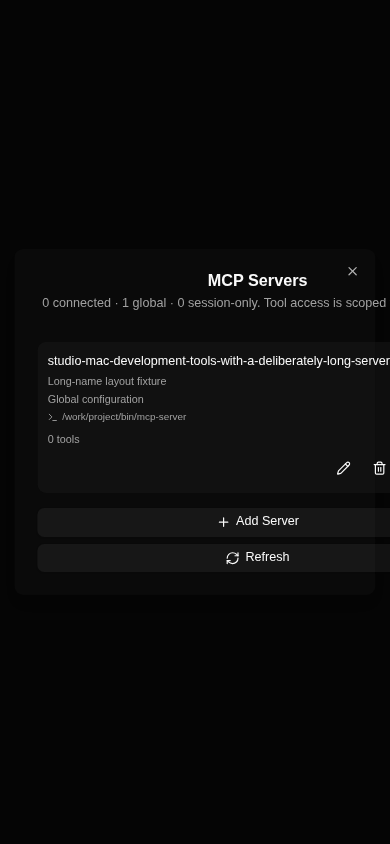 MCP Servers
0 connected · 1 global · 0 session-only. Tool access is scoped
studio-mac-development-tools-with-a-deliberately-long-server
Long-name layout fixture
Global configuration
/work/project/bin/mcp-server
0 tools
Add Server
Refresh